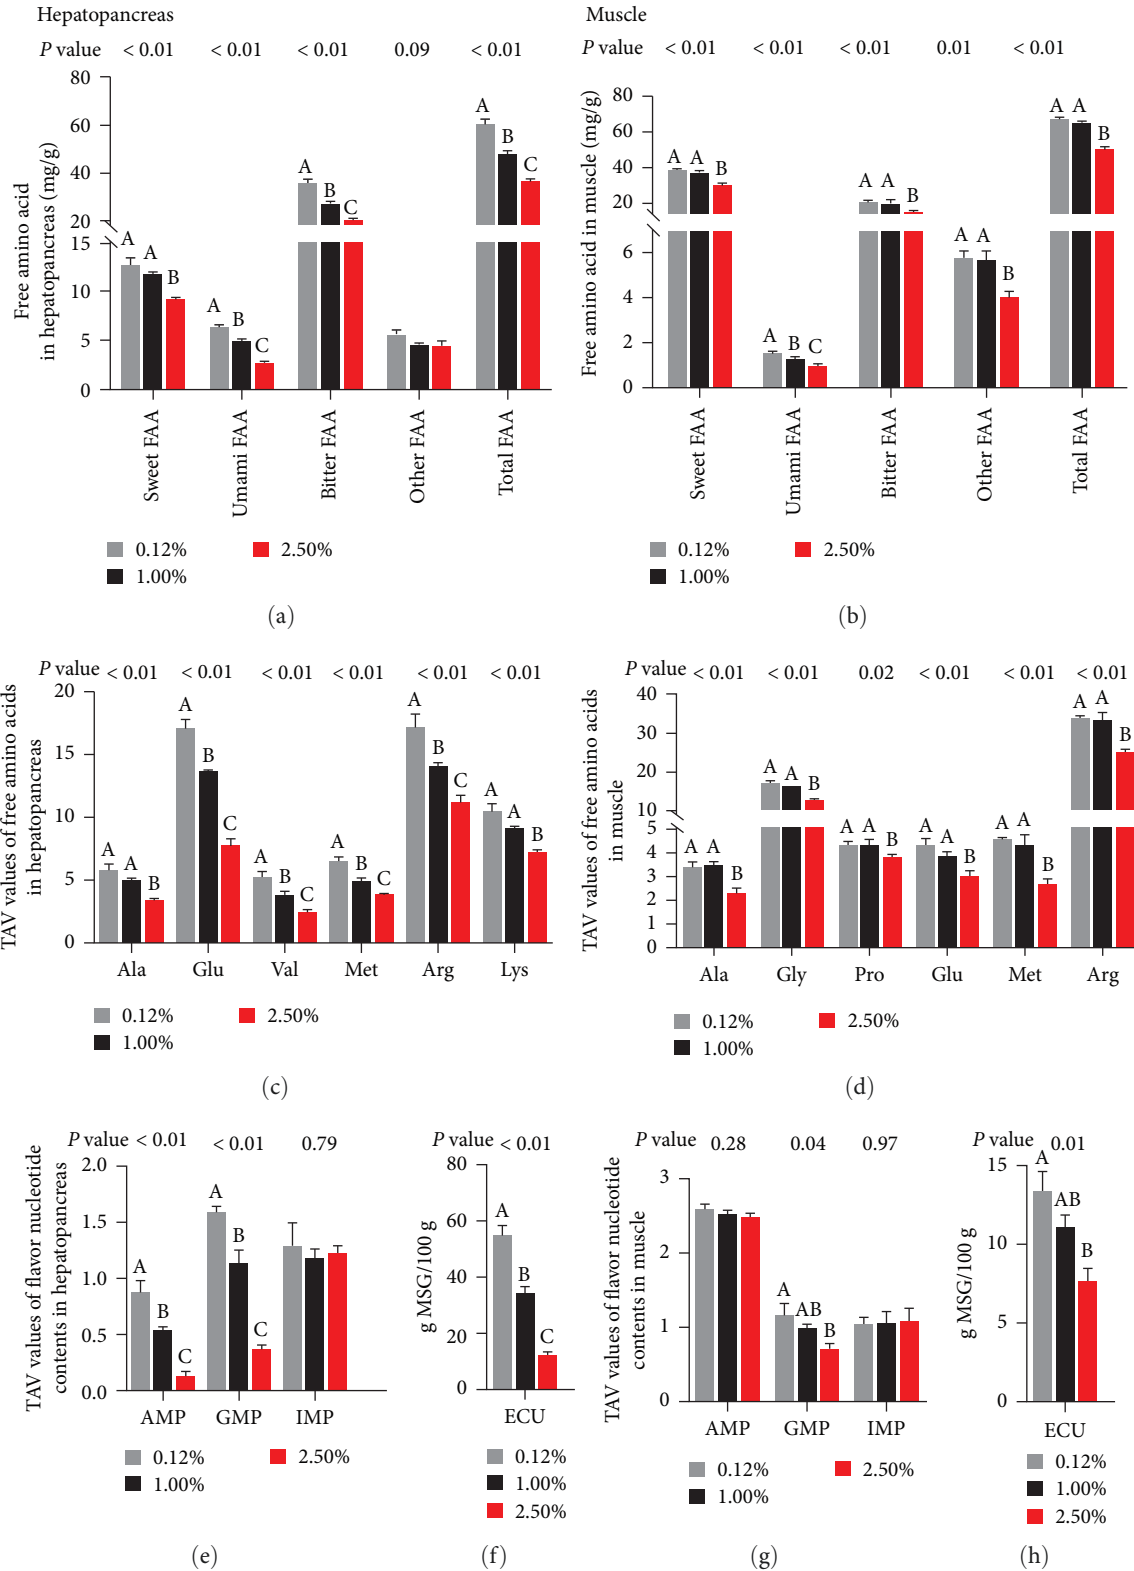 Hepatopancreas
P value < 0.01 < 0.01 < 0.01 0.09 < 0.01
Free amino acid
in hepatopancreas (mg/g)
80
60
40
20
15
10
5
0
A A B
A B C
A B C
A B C
Sweet FAA
Umami FAA
Bitter FAA
Other FAA
Total FAA
0.12%
1.00%
2.50%
(a)
Muscle
P value < 0.01 < 0.01 < 0.01 0.01 < 0.01
Free amino acid in muscle (mg/g)
80
60
40
20
6
4
2
0
A A B
A B C
A A B
A A B
A A B
Sweet FAA
Umami FAA
Bitter FAA
Other FAA
Total FAA
0.12%
1.00%
2.50%
(b)
P value < 0.01 < 0.01 < 0.01 < 0.01 < 0.01 < 0.01
TAV values of free amino acids
in hepatopancreas
20
15
10
5
0
A A B
A B C
A B C
A B C
A B C
A A B
Ala Glu Val Met Arg Lys
0.12%
1.00%
2.50%
(c)
P value < 0.01 < 0.01 0.02 < 0.01 < 0.01 < 0.01
TAV values of free amino acids
in muscle
40
30
20
10
5
4
3
2
1
0
A A B
A A B
A A B
A A B
A A B
A A B
Ala Gly Pro Glu Met Arg
0.12%
1.00%
2.50%
(d)
P value < 0.01 < 0.01 0.79
TAV values of flavor nucleotide
contents in hepatopancreas
2.0
1.5
1.0
0.5
0.0
A B C
A B C
AMP GMP IMP
0.12%
1.00%
2.50%
(e)
P value < 0.01
g MSG/100 g
80
60
40
20
0
A B C
ECU
0.12%
1.00%
2.50%
(f)
P value 0.28 0.04 0.97
TAV values of flavor nucleotide
contents in muscle
3
2
1
0
A AB B
AMP GMP IMP
0.12%
1.00%
2.50%
(g)
P value 0.01
g MSG/100 g
15
10
5
0
A AB B
ECU
0.12%
1.00%
2.50%
(h)